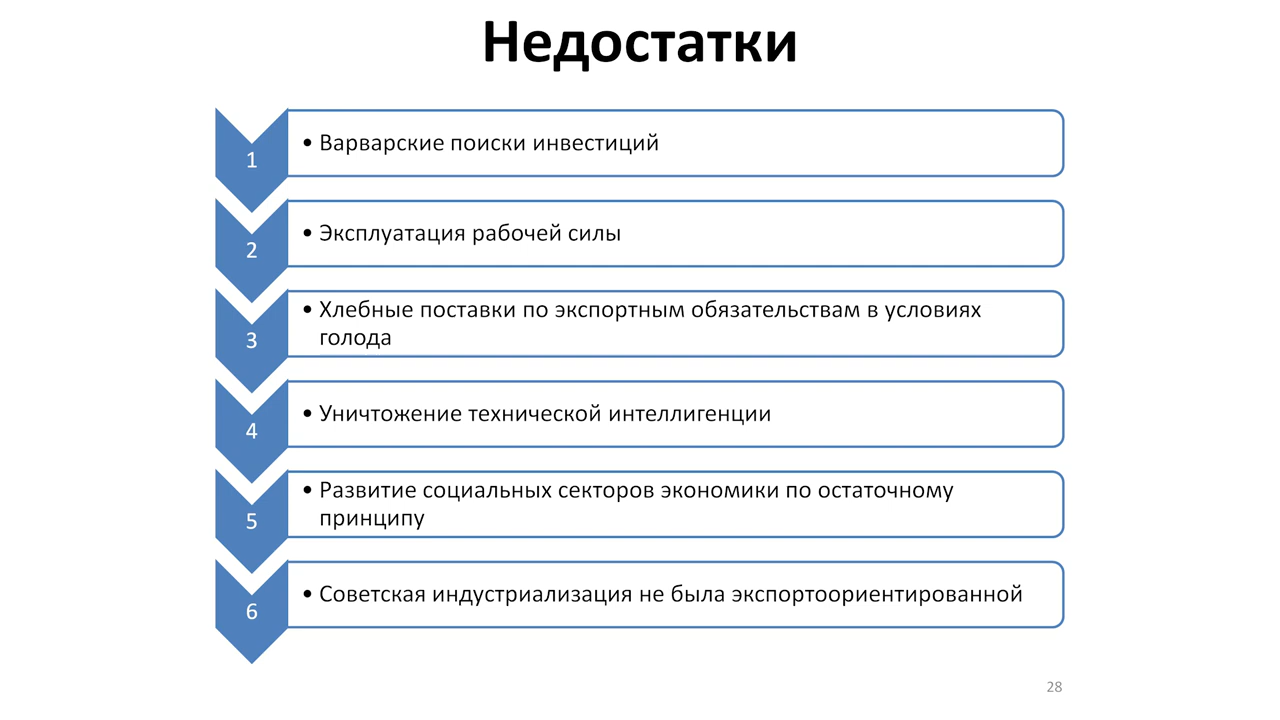 Недостатки
1
• Варварские поиски инвестиций
2
• Эксплуатация рабочей силы
3
• Хлебные поставки по экспортным обязательствам в условиях
голода
4
• Уничтожение технической интеллигенции
5
• Развитие социальных секторов экономики по остаточному
принципу
6
• Советская индустриализация не была экспортоориентированной
28